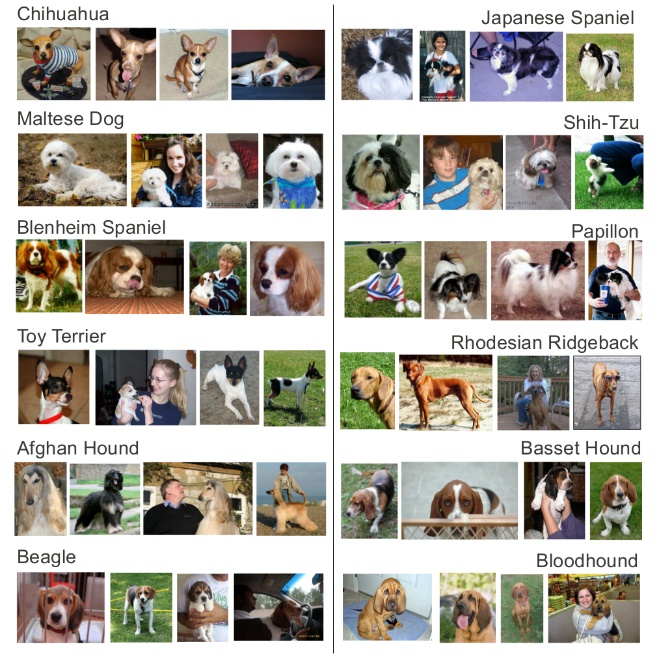 Chihuahua
Maltese Dog
Blenheim Spaniel
Toy Terrier
Afghan Hound
Beagle
Japanese Spaniel
Shih-Tzu
Papillon
Rhodesian Ridgeback
Basset Hound
Bloodhound